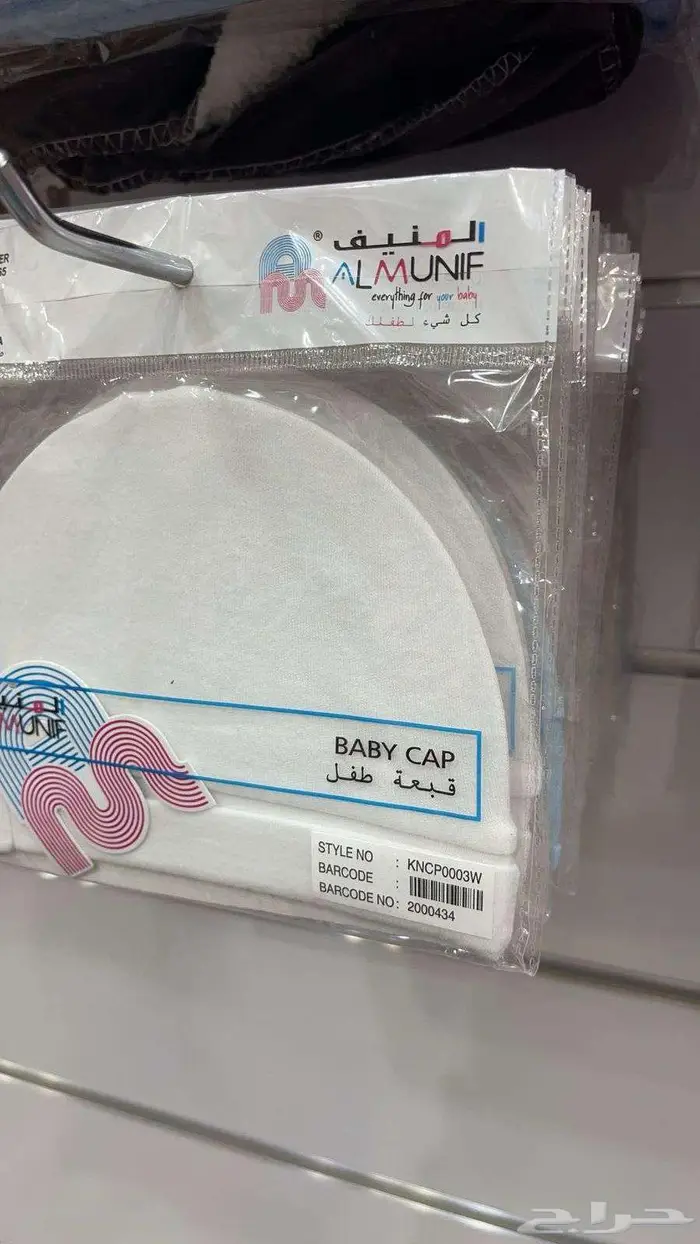 المنيف
ALMUNIF
everything for your baby
كل شيء لطفلك
BABY CAP
قبعة طفل
STYLE NO : KNCP0003W
BARCODE :
BARCODE NO : 2000434
حراج